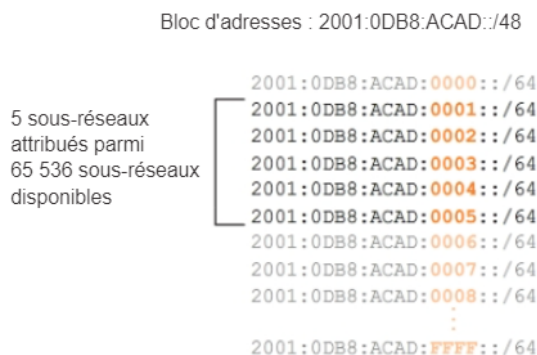 Bloc d'adresses : 2001:0DB8:ACAD::/48
2001:0DB8:ACAD:0000::/64
5 sous-réseaux
attribués parmi
65 536 sous-réseaux
disponibles
2001:0DB8:ACAD:0001::/64
2001:0DB8:ACAD:0002::/64
2001:0DB8:ACAD:0003::/64
2001:0DB8:ACAD:0004::/64
2001:0DB8:ACAD:0005::/64
2001:0DB8:ACAD:0006::/64
2001:0DB8:ACAD:0007::/64
2001:0DB8:ACAD:0008::/64
⋮
2001:0DB8:ACAD:FFFF::/64